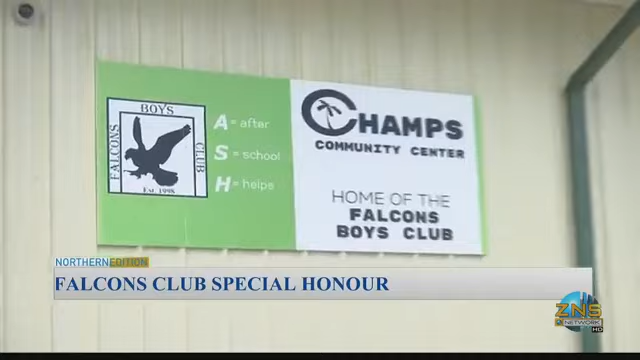 BOYS
FALCONS
CLUB
Est 1998
A = after
S = school
H = helps
CHAMPS
COMMUNITY CENTER
HOME OF THE
FALCONS
BOYS CLUB
NORTHERN EDITION
FALCONS CLUB SPECIAL HONOUR
ZNS
NETWORK
HD